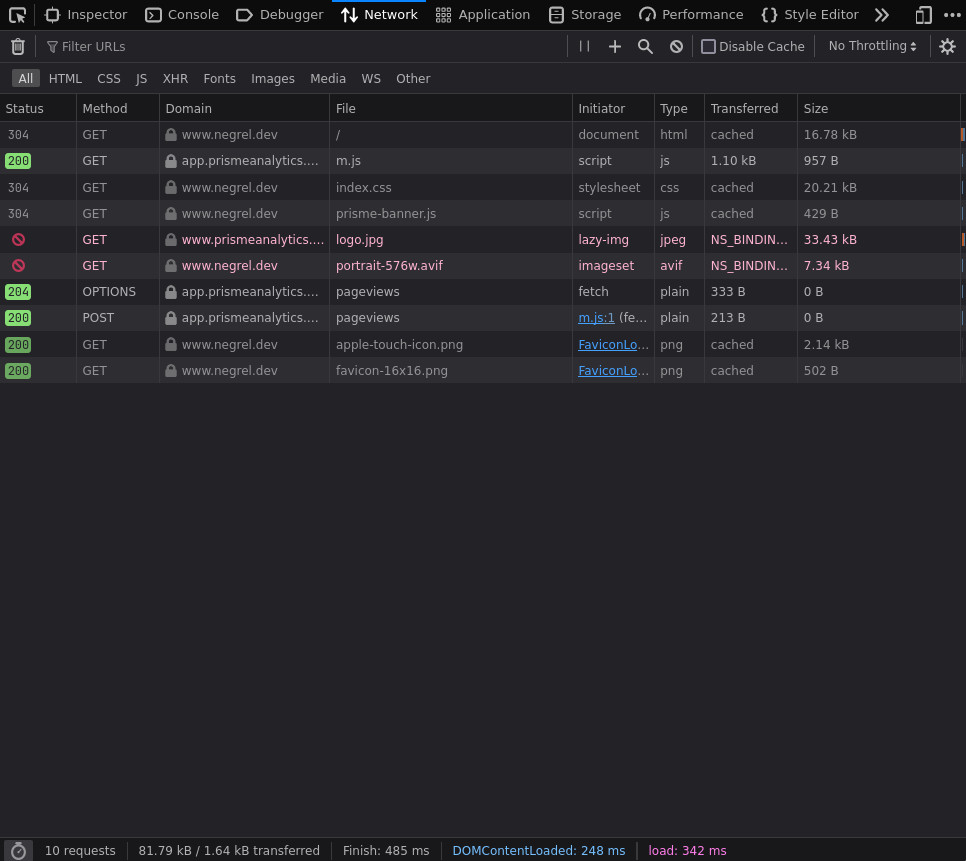 Inspector Console Debugger Network Application Storage Performance Style Editor
Filter URLs Disable Cache No Throttling
All HTML CSS JS XHR Fonts Images Media WS Other
Status Method Domain File Initiator Type Transferred Size
304 GET www.negrel.dev / document html cached 16.78 kB
200 GET app.prismeanalytics.… m.js script js 1.10 kB 957 B
304 GET www.negrel.dev index.css stylesheet css cached 20.21 kB
304 GET www.negrel.dev prisme-banner.js script js cached 429 B
GET www.prismeanalytics.… logo.jpg lazy-img jpeg NS_BINDIN… 33.43 kB
GET www.negrel.dev portrait-576w.avif imageset avif NS_BINDIN… 7.34 kB
204 OPTIONS app.prismeanalytics.… pageviews fetch plain 333 B 0 B
200 POST app.prismeanalytics.… pageviews m.js:1 (fe… plain 213 B 0 B
200 GET www.negrel.dev apple-touch-icon.png FaviconLo… png cached 2.14 kB
200 GET www.negrel.dev favicon-16x16.png FaviconLo… png cached 502 B
10 requests 81.79 kB / 1.64 kB transferred Finish: 485 ms DOMContentLoaded: 248 ms load: 342 ms